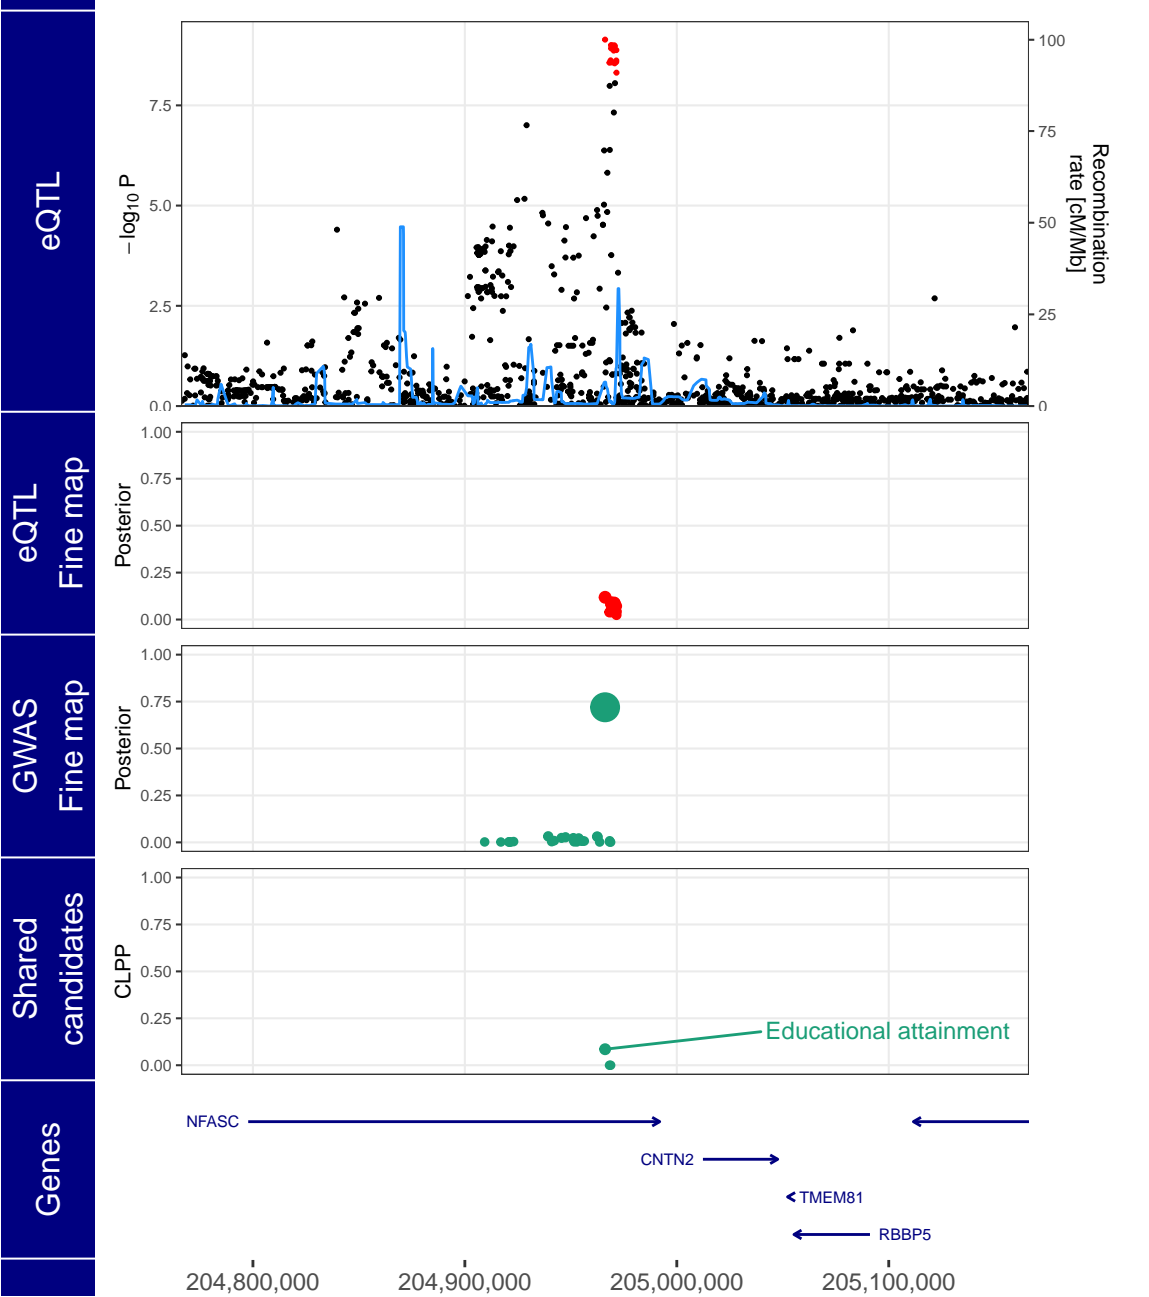 eQTL
−log10 P
7.5
5.0
2.5
0.0
100
75
50
25
0
Recombination
rate [cM/Mb]
eQTL
Fine map
Posterior
1.00
0.75
0.50
0.25
0.00
GWAS
Fine map
Posterior
1.00
0.75
0.50
0.25
0.00
Shared
candidates
CLPP
1.00
0.75
0.50
0.25
0.00
Educational attainment
Genes
NFASC
CNTN2
TMEM81
RBBP5
204,800,000
204,900,000
205,000,000
205,100,000